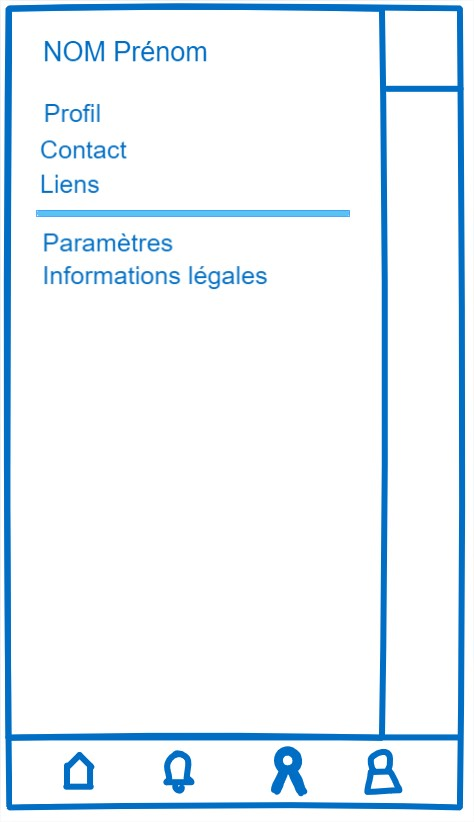 NOM Prénom
Profil
Contact
Liens
Paramètres
Informations légales